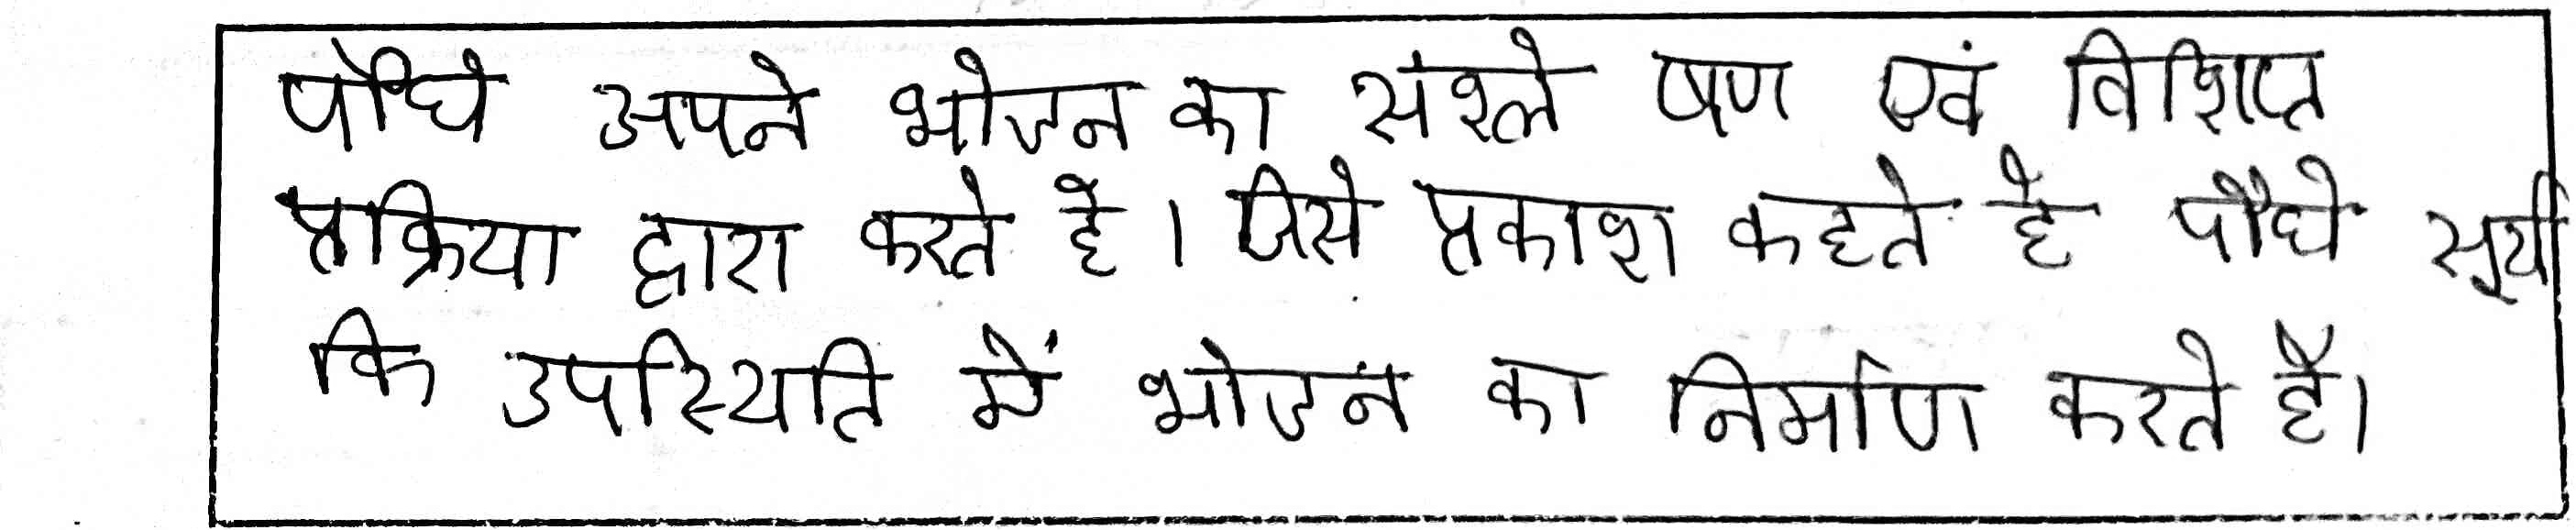 पौधे अपने भोजन का संश्ले षण एवं विशिप्त
प्रक्रिया द्वारा करते है। जिसे प्रकाश कहते है पौधे सूर्य
कि उपस्थिति में भोजन का निर्माण करते है।